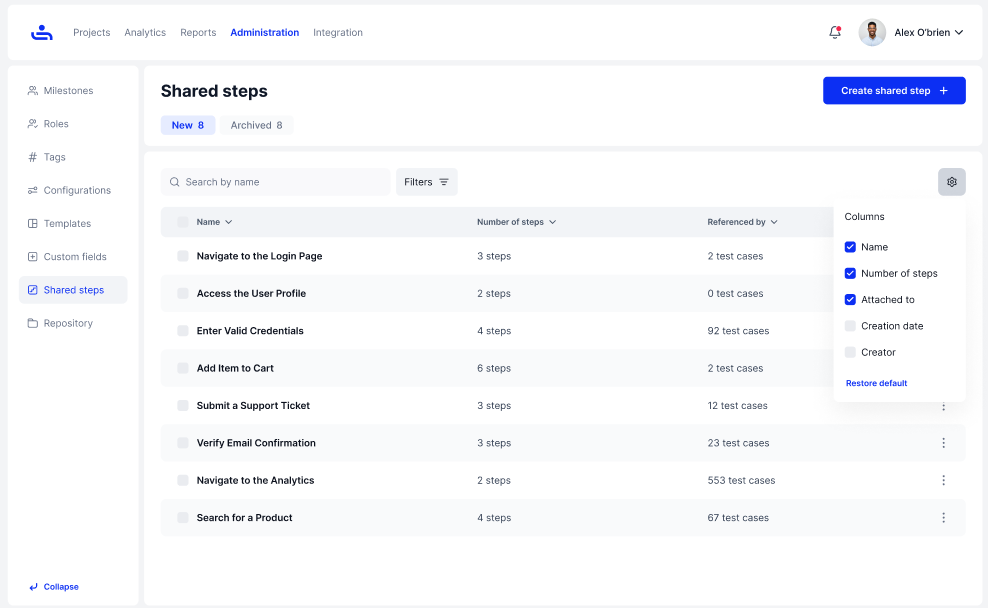 Projects Analytics Reports Administration Integration Alex O'brien
Milestones
Roles
Tags
Configurations
Templates
Custom fields
Shared steps
Repository
Collapse
Shared steps
Create shared step +
New 8 Archived 8
Search by name Filters
Name Number of steps Referenced by
Navigate to the Login Page 3 steps 2 test cases
Access the User Profile 2 steps 0 test cases
Enter Valid Credentials 4 steps 92 test cases
Add Item to Cart 6 steps 2 test cases
Submit a Support Ticket 3 steps 12 test cases
Verify Email Confirmation 3 steps 23 test cases
Navigate to the Analytics 2 steps 553 test cases
Search for a Product 4 steps 67 test cases
Columns
Name
Number of steps
Attached to
Creation date
Creator
Restore default